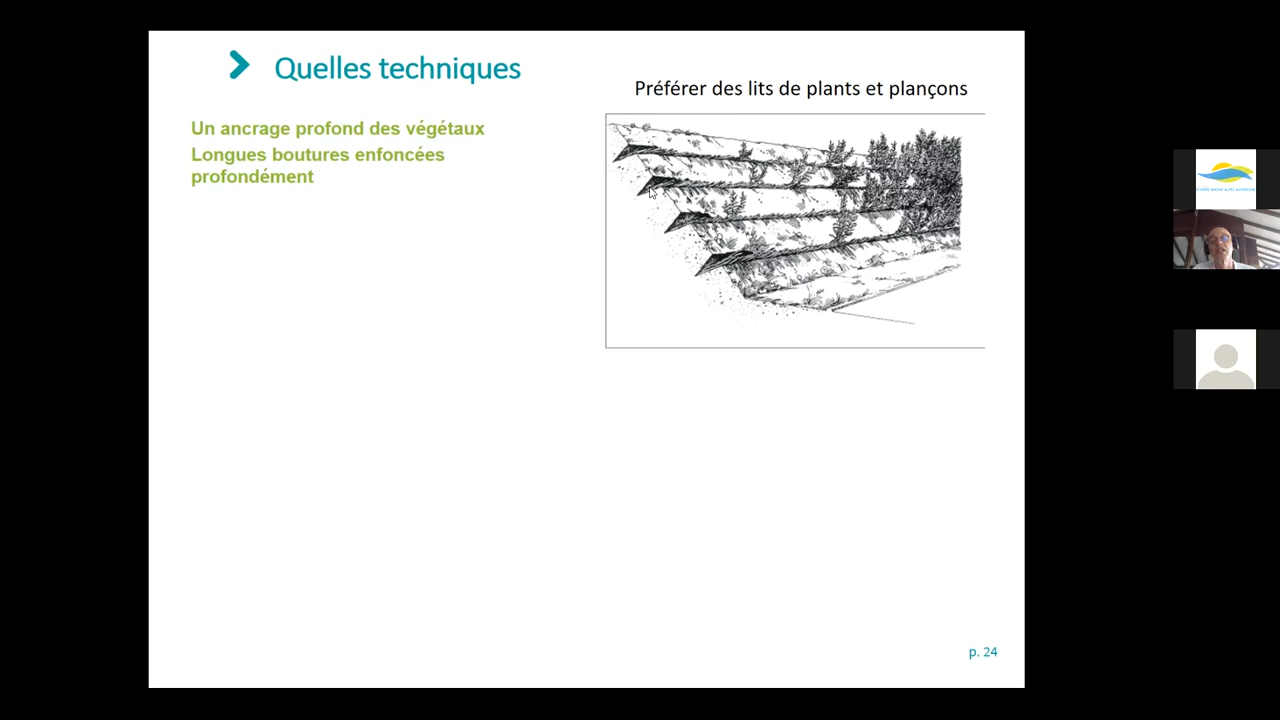 Quelles techniques
Préférer des lits de plants et plançons
Un ancrage profond des végétaux
Longues boutures enfoncées
profondément
p. 24